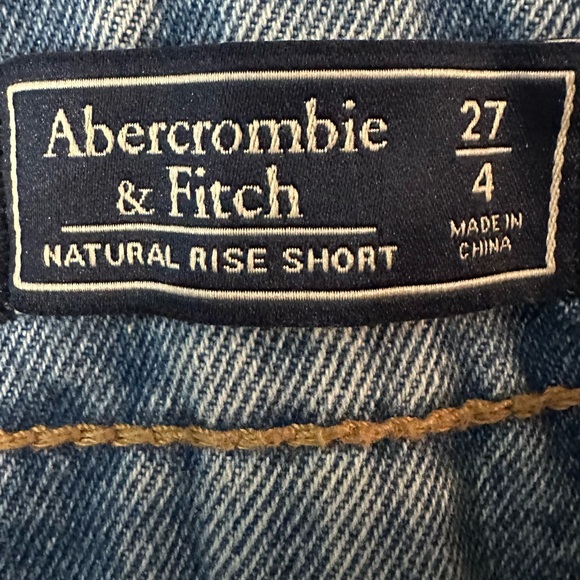 Abercrombie
& Fitch
NATURAL RISE SHORT
27
4
MADE IN
CHINA